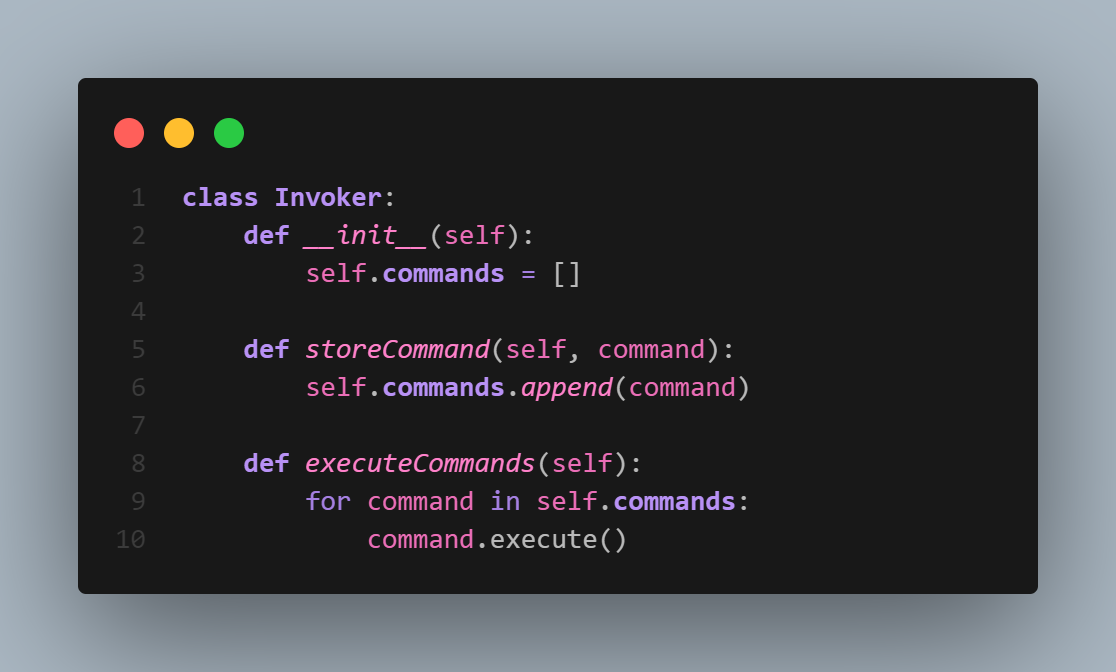 1 class Invoker:
2     def __init__(self):
3         self.commands = []
4
5     def storeCommand(self, command):
6         self.commands.append(command)
7
8     def executeCommands(self):
9         for command in self.commands:
10             command.execute()